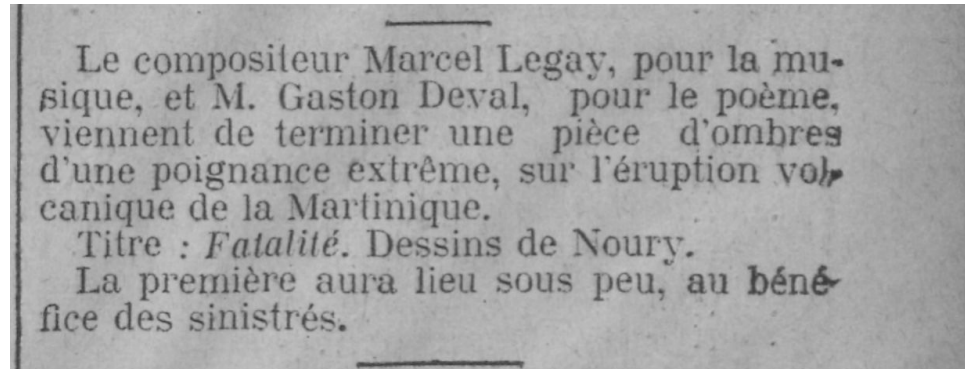 Le compositeur Marcel Legay, pour la mu-
sique, et M. Gaston Deval, pour le poème,
viennent de terminer une pièce d'ombres
d'une poignance extrême, sur l'éruption vol-
canique de la Martinique.
Titre : Fatalité. Dessins de Noury.
La première aura lieu sous peu, au béné-
fice des sinistrés.